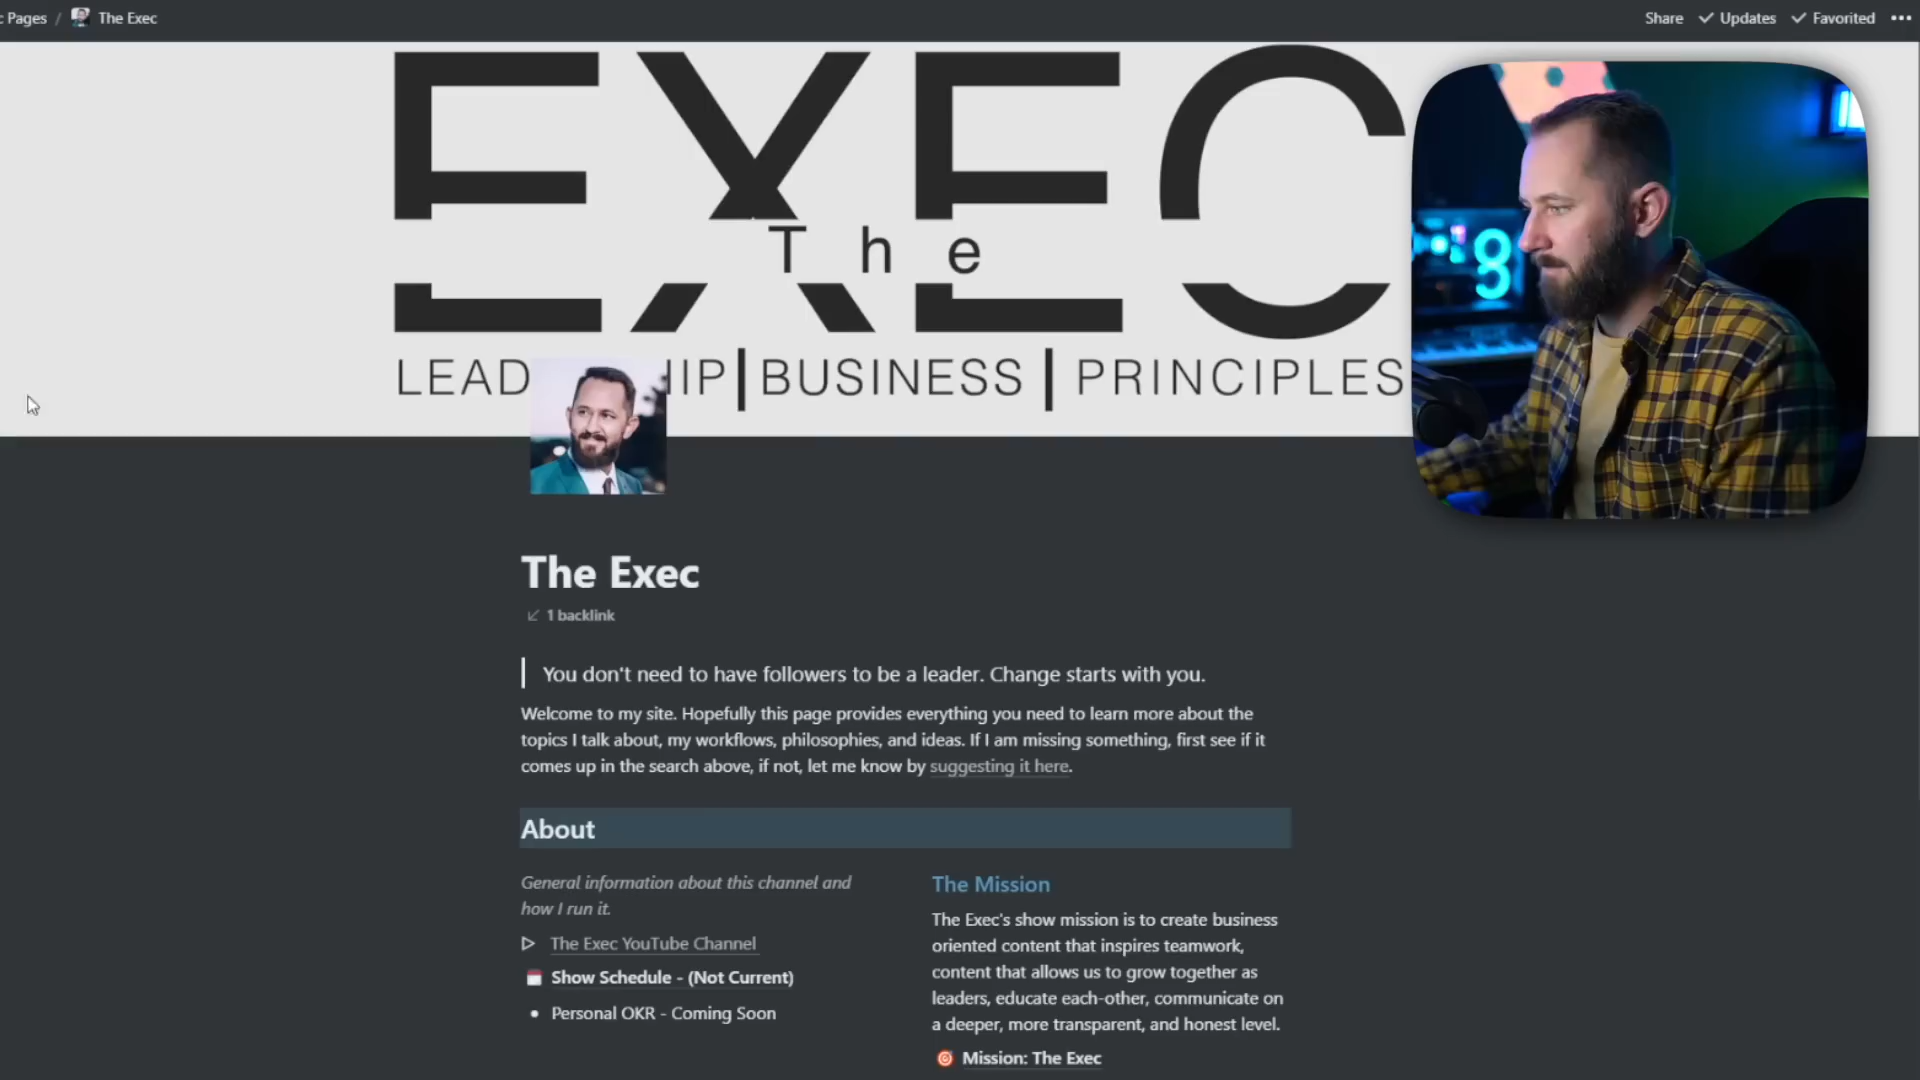 c Pages / The Exec
Share ✓ Updates ✓ Favorited •••
EXEC
The
LEAD IP | BUSINESS | PRINCIPLES
The Exec
1 backlink
You don't need to have followers to be a leader. Change starts with you.
Welcome to my site. Hopefully this page provides everything you need to learn more about the
topics I talk about, my workflows, philosophies, and ideas. If I am missing something, first see if it
comes up in the search above, if not, let me know by suggesting it here.
About
General information about this channel and
how I run it.
The Exec YouTube Channel
Show Schedule - (Not Current)
• Personal OKR - Coming Soon
The Mission
The Exec's show mission is to create business
oriented content that inspires teamwork,
content that allows us to grow together as
leaders, educate each-other, communicate on
a deeper, more transparent, and honest level.
Mission: The Exec